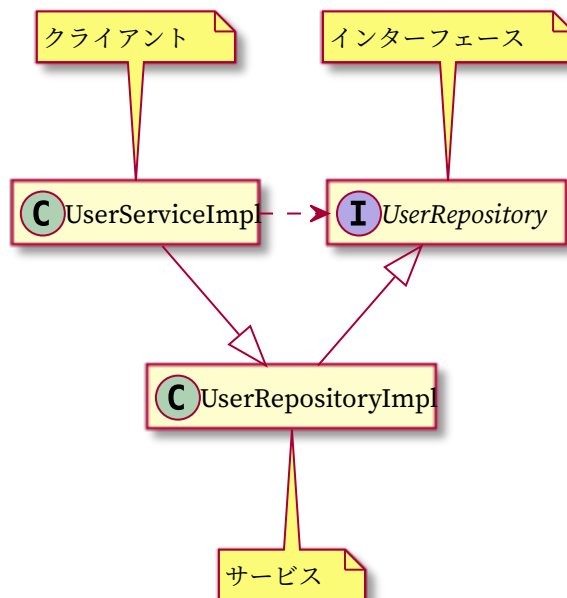 クライアント
インターフェース
C UserServiceImpl
I UserRepository
C UserRepositoryImpl
サービス